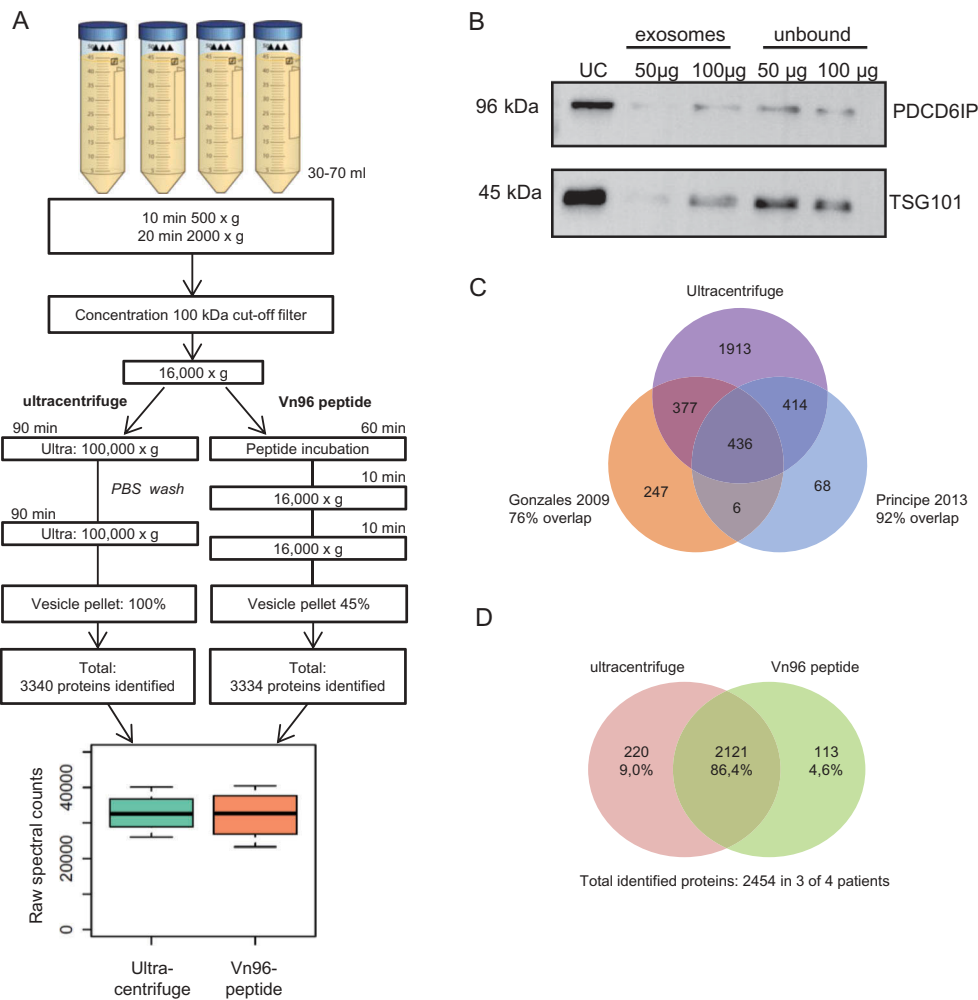 A
30-70 ml
10 min 500 x g
20 min 2000 x g
Concentration 100 kDa cut-off filter
16,000 x g
ultracentrifuge
Vn96 peptide
90 min
Ultra: 100,000 x g
PBS wash
90 min
Ultra: 100,000 x g
Vesicle pellet: 100%
Total:
3340 proteins identified
60 min
Peptide incubation
10 min
16,000 x g
10 min
16,000 x g
Vesicle pellet 45%
Total:
3334 proteins identified
Raw spectral counts
40000
20000
0
Ultra-
centrifuge
Vn96-
peptide
B
exosomes
unbound
UC 50µg 100µg 50 µg 100 µg
96 kDa
PDCD6IP
45 kDa
TSG101
C
Ultracentrifuge
1913
377
414
436
247
6
68
Gonzales 2009
76% overlap
Principe 2013
92% overlap
D
ultracentrifuge
Vn96 peptide
220
9,0%
2121
86,4%
113
4,6%
Total identified proteins: 2454 in 3 of 4 patients